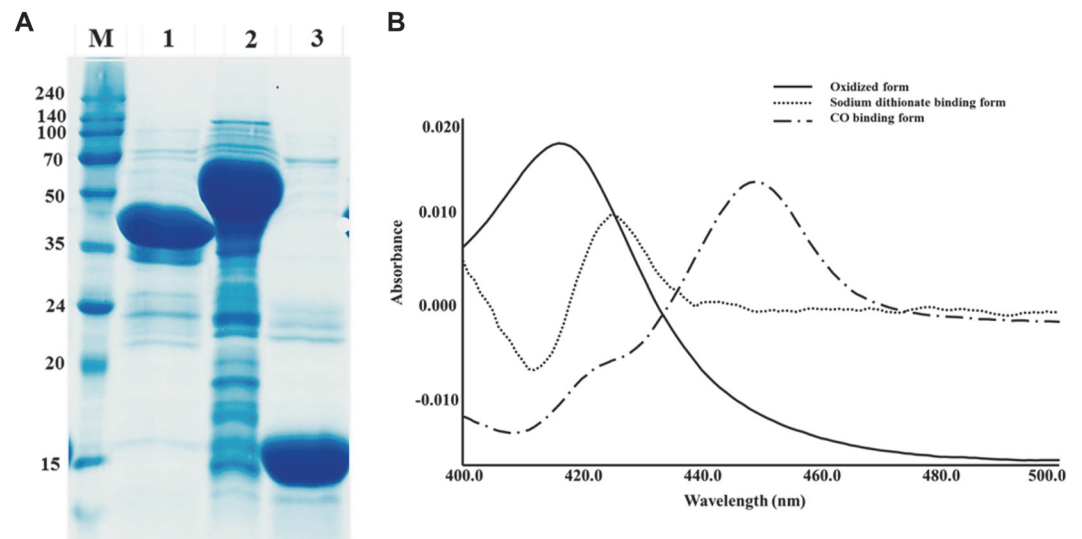 A
M 1 2 3
240
140
100
70
50
35
24
20
15
B
Oxidized form
Sodium dithionate binding form
CO binding form
0.020
0.010
0.000
-0.010
Absorbance
400.0 420.0 440.0 460.0 480.0 500.0
Wavelength (nm)